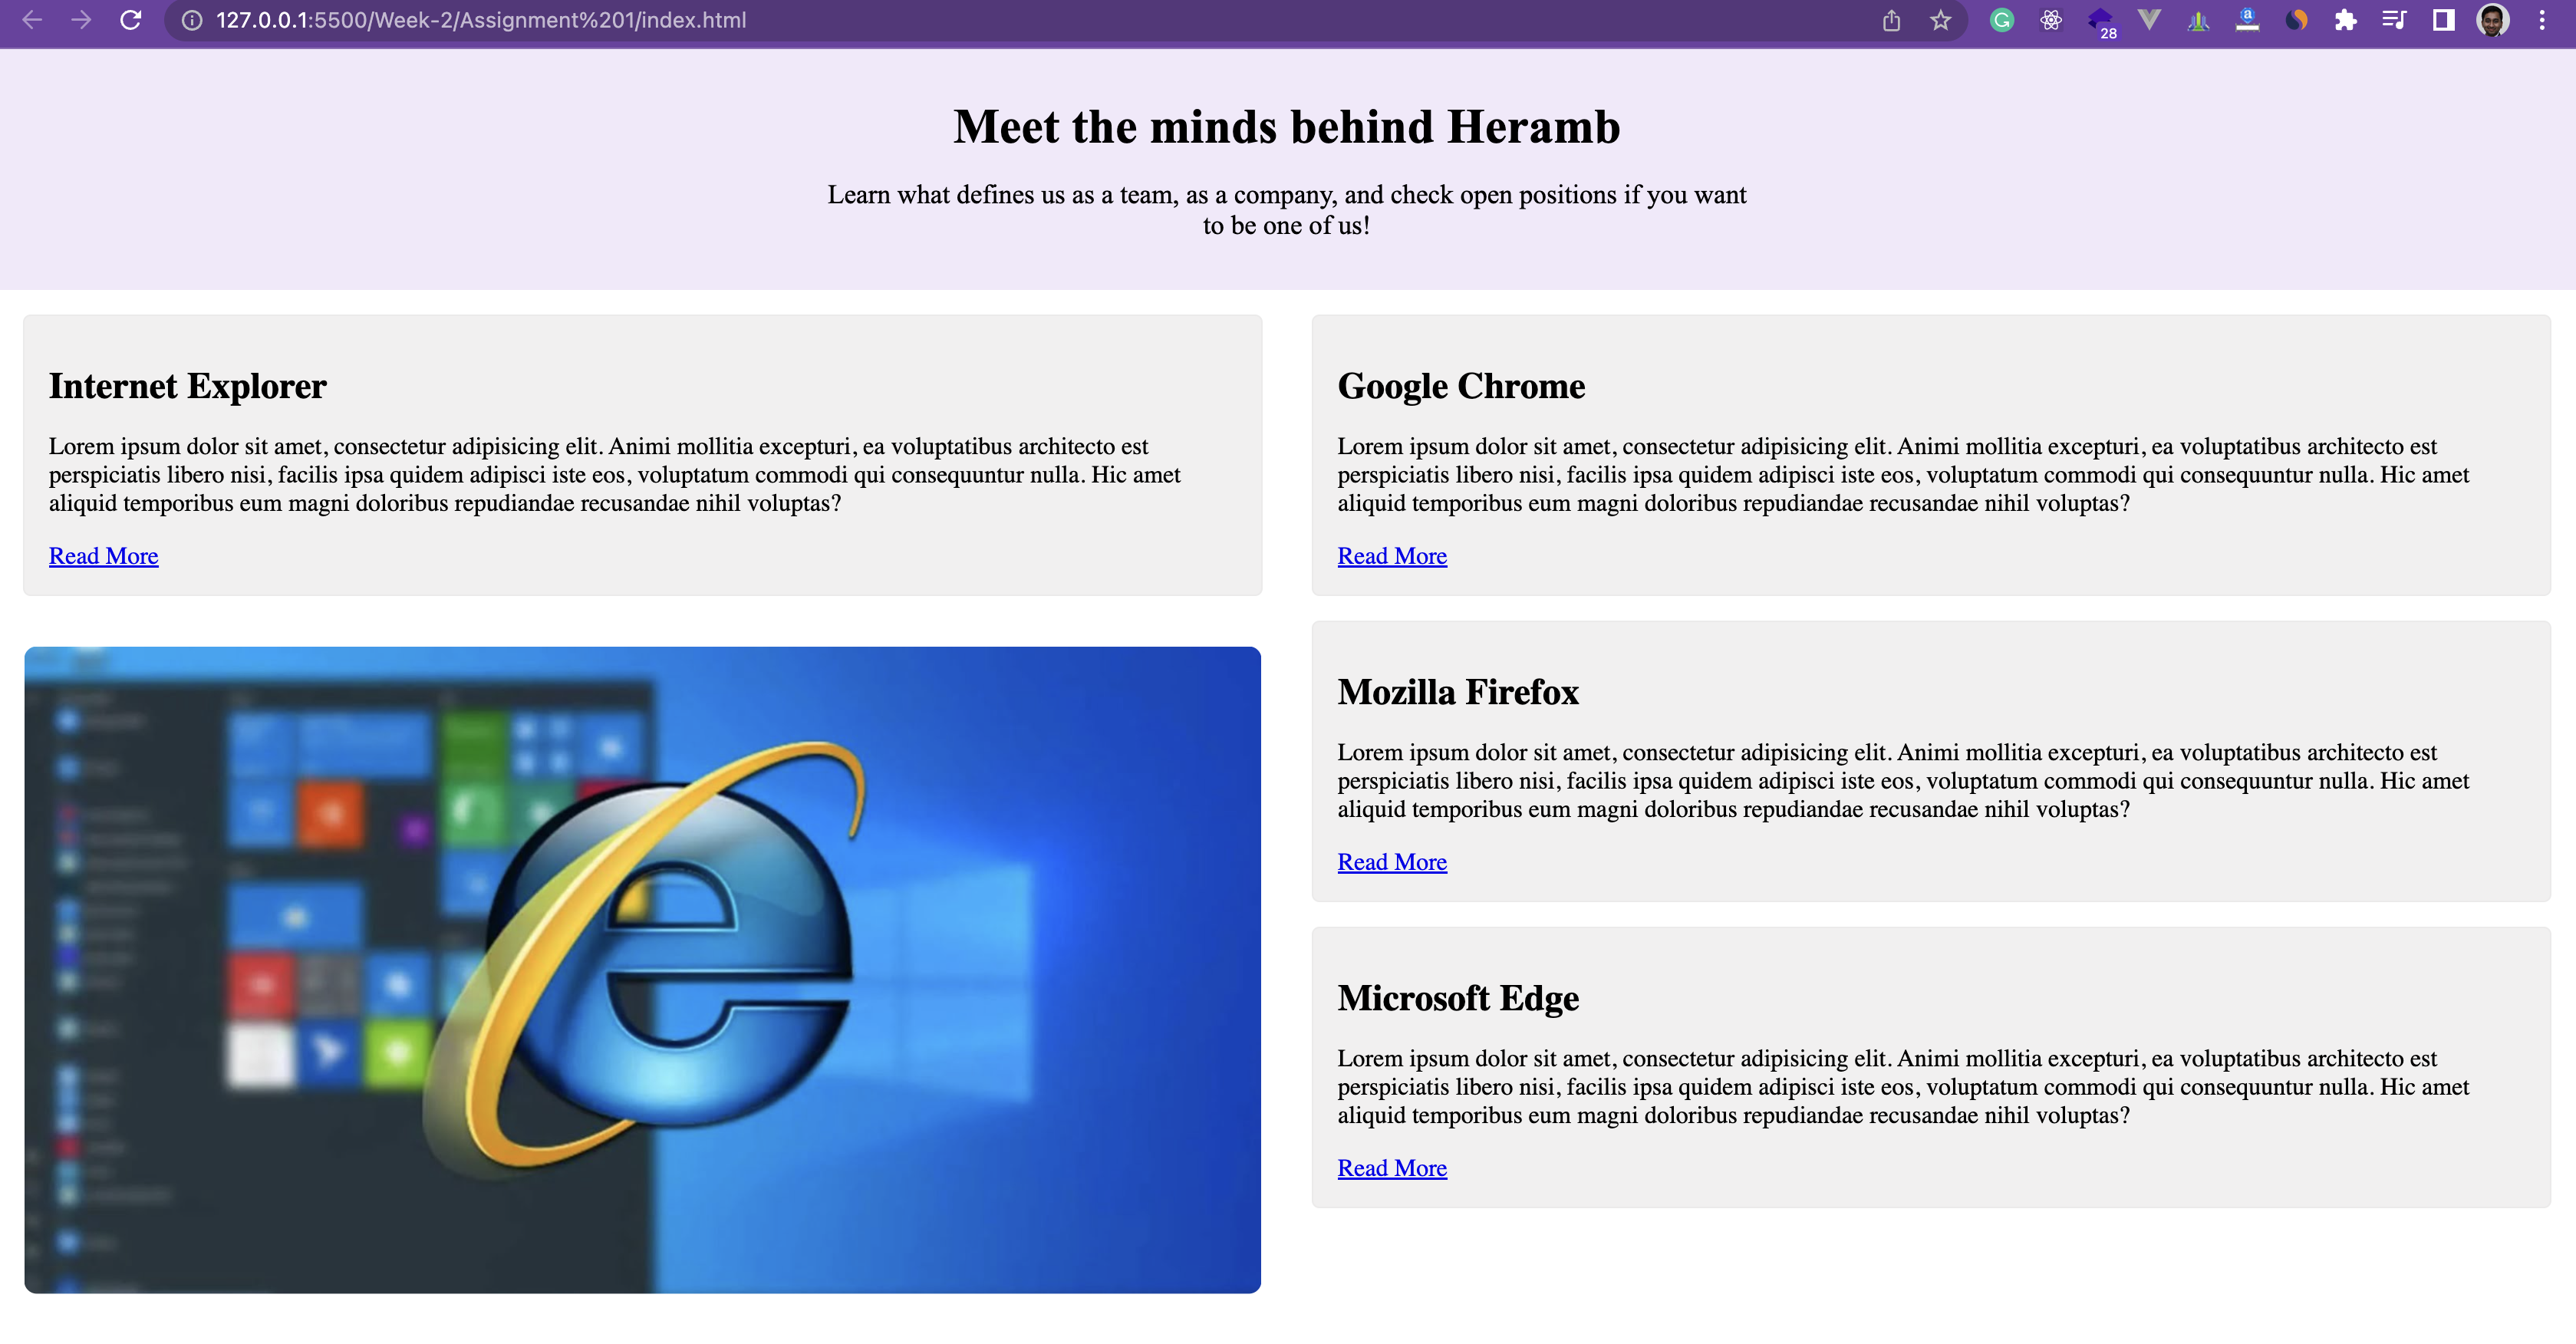 127.0.0.1:5500/Week-2/Assignment%201/index.html
28
Meet the minds behind Heramb
Learn what defines us as a team, as a company, and check open positions if you want
to be one of us!
Internet Explorer
Lorem ipsum dolor sit amet, consectetur adipisicing elit. Animi mollitia excepturi, ea voluptatibus architecto est
perspiciatis libero nisi, facilis ipsa quidem adipisci iste eos, voluptatum commodi qui consequuntur nulla. Hic amet
aliquid temporibus eum magni doloribus repudiandae recusandae nihil voluptas?
Read More
Google Chrome
Lorem ipsum dolor sit amet, consectetur adipisicing elit. Animi mollitia excepturi, ea voluptatibus architecto est
perspiciatis libero nisi, facilis ipsa quidem adipisci iste eos, voluptatum commodi qui consequuntur nulla. Hic amet
aliquid temporibus eum magni doloribus repudiandae recusandae nihil voluptas?
Read More
Mozilla Firefox
Lorem ipsum dolor sit amet, consectetur adipisicing elit. Animi mollitia excepturi, ea voluptatibus architecto est
perspiciatis libero nisi, facilis ipsa quidem adipisci iste eos, voluptatum commodi qui consequuntur nulla. Hic amet
aliquid temporibus eum magni doloribus repudiandae recusandae nihil voluptas?
Read More
Microsoft Edge
Lorem ipsum dolor sit amet, consectetur adipisicing elit. Animi mollitia excepturi, ea voluptatibus architecto est
perspiciatis libero nisi, facilis ipsa quidem adipisci iste eos, voluptatum commodi qui consequuntur nulla. Hic amet
aliquid temporibus eum magni doloribus repudiandae recusandae nihil voluptas?
Read More